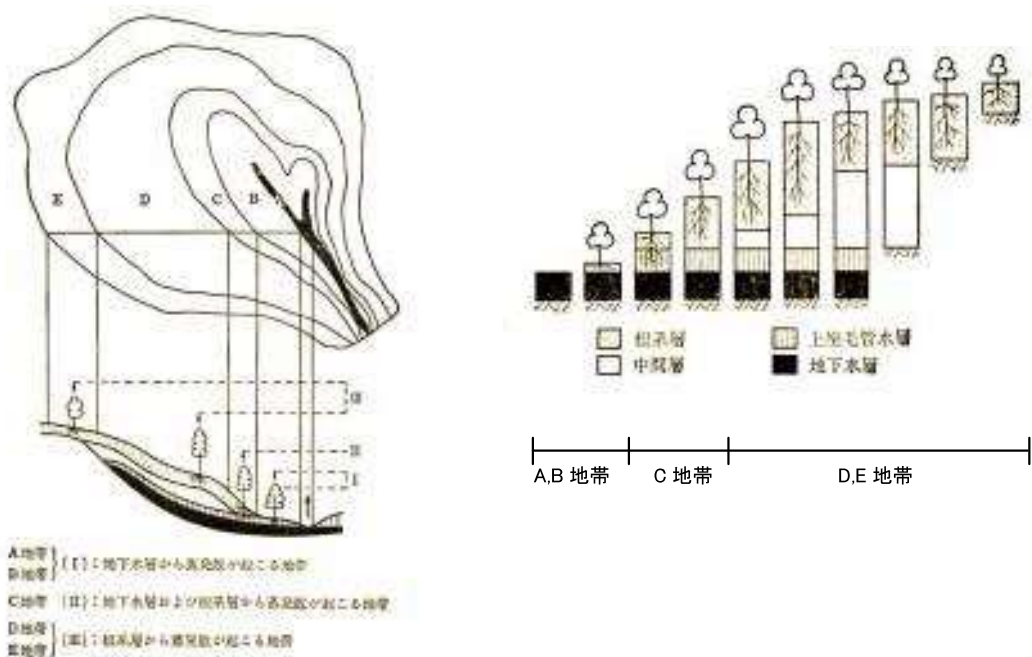 E D C B
III
II
I
根系層 上空毛管水層
中間層 地下水層
A,B 地帯 C 地帯 D,E 地帯
A地帯
B地帯 (I):地下水層から蒸発散が起こる地帯
C地帯 (II):地下水層および根系層から蒸発散が起こる地帯
D地帯
E地帯 (III):根系層から蒸発散が起こる地帯